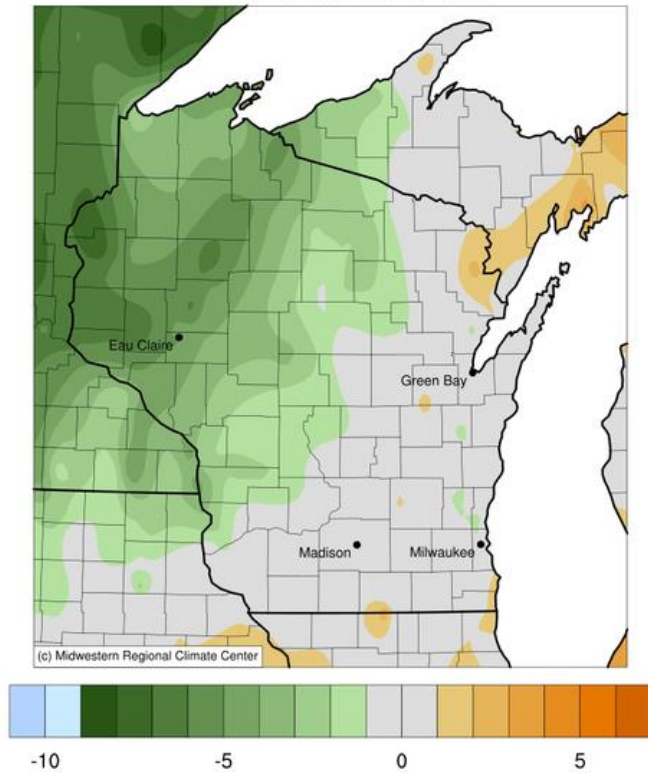 Eau Claire
Green Bay
Madison
Milwaukee
(c) Midwestern Regional Climate Center
-10 -5 0 5